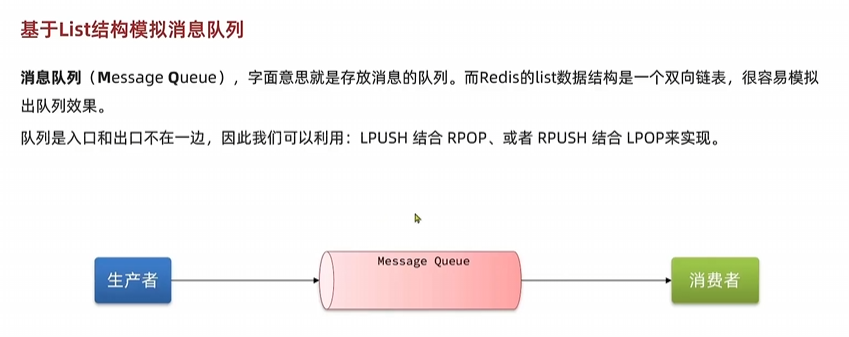 基于List结构模拟消息队列
消息队列（Message Queue），字面意思就是存放消息的队列。而Redis的list数据结构是一个双向链表，很容易模拟
出队列效果。
队列是入口和出口不在一边，因此我们可以利用：LPUSH 结合 RPOP、或者 RPUSH 结合 LPOP来实现。
Message Queue
生产者
消费者